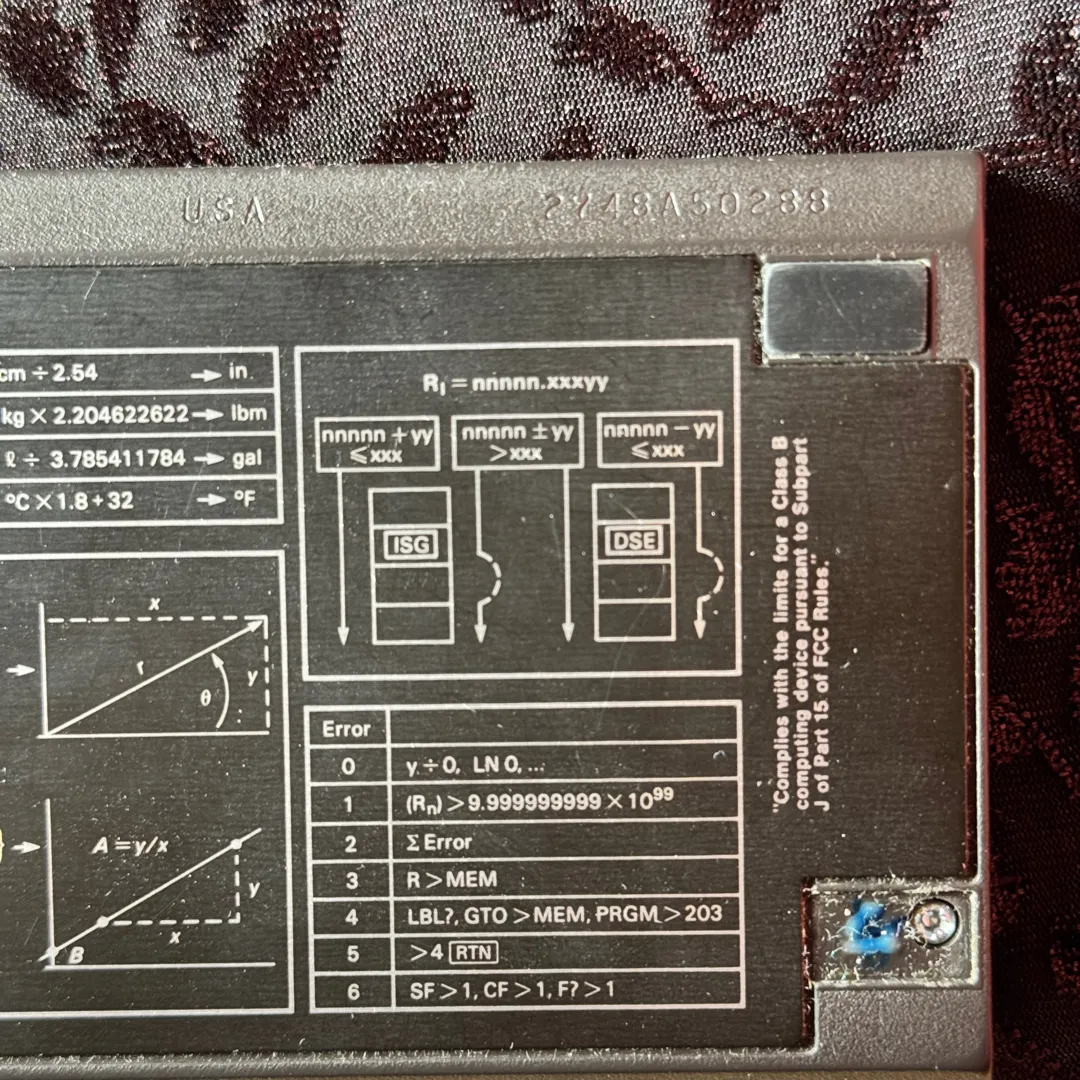 USA 2748A50288
cm ÷ 2.54 → in.
kg × 2.204622622 → lbm
ℓ ÷ 3.785411784 → gal
°C × 1.8 + 32 → °F
x
r
θ
y
A = y/x
y
x
B
R₁ = nnnnn.xxxyy
nnnnn + yy
≤ xxx
nnnnn ± yy
> xxx
nnnnn − yy
≤ xxx
ISG
DSE
Error
0 y ÷ 0, LN 0, ...
1 (Rₙ) > 9.999999999 × 10⁹⁹
2 Σ Error
3 R > MEM
4 LBL?, GTO > MEM, PRGM > 203
5 > 4 RTN
6 SF > 1, CF > 1, F? > 1
"Complies with the limits for a Class B
computing device pursuant to Subpart
J of Part 15 of FCC Rules."